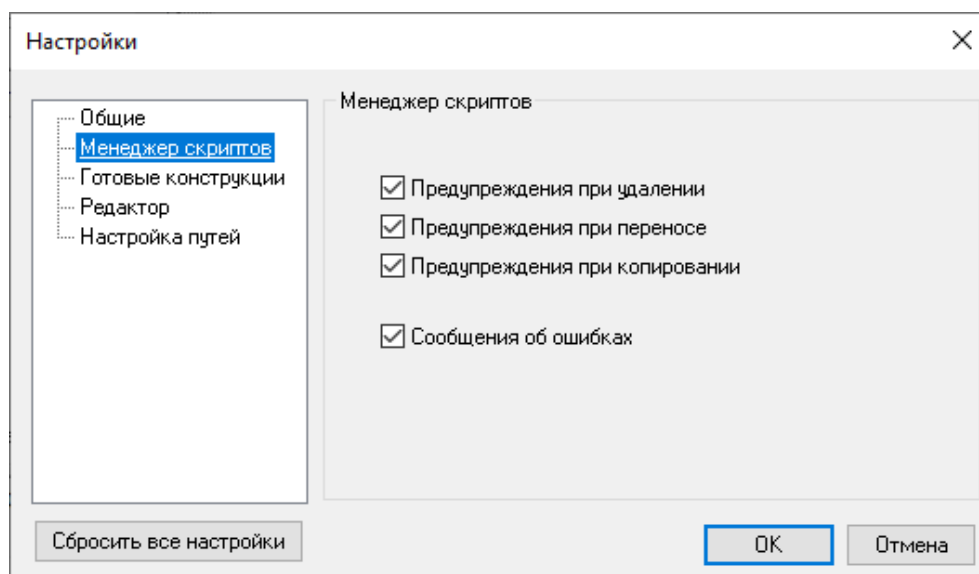 Настройки
Общие
Менеджер скриптов
Готовые конструкции
Редактор
Настройка путей
Менеджер скриптов
Предупреждения при удалении
Предупреждения при переносе
Предупреждения при копировании
Сообщения об ошибках
Сбросить все настройки
OK
Отмена